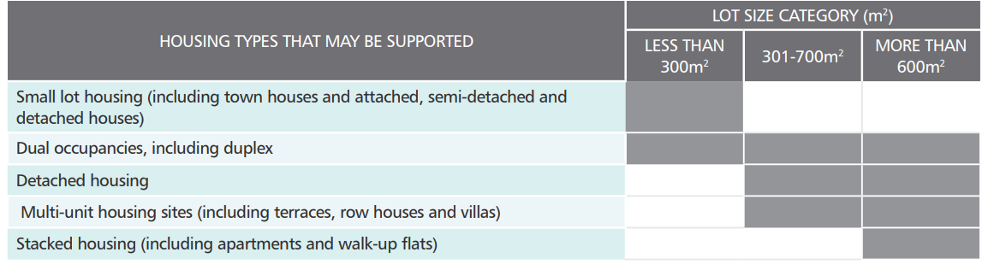 HOUSING TYPES THAT MAY BE SUPPORTED
LOT SIZE CATEGORY (m²)
LESS THAN
300m²
301-700m²
MORE THAN
600m²
Small lot housing (including town houses and attached, semi-detached and
detached houses)
Dual occupancies, including duplex
Detached housing
Multi-unit housing sites (including terraces, row houses and villas)
Stacked housing (including apartments and walk-up flats)